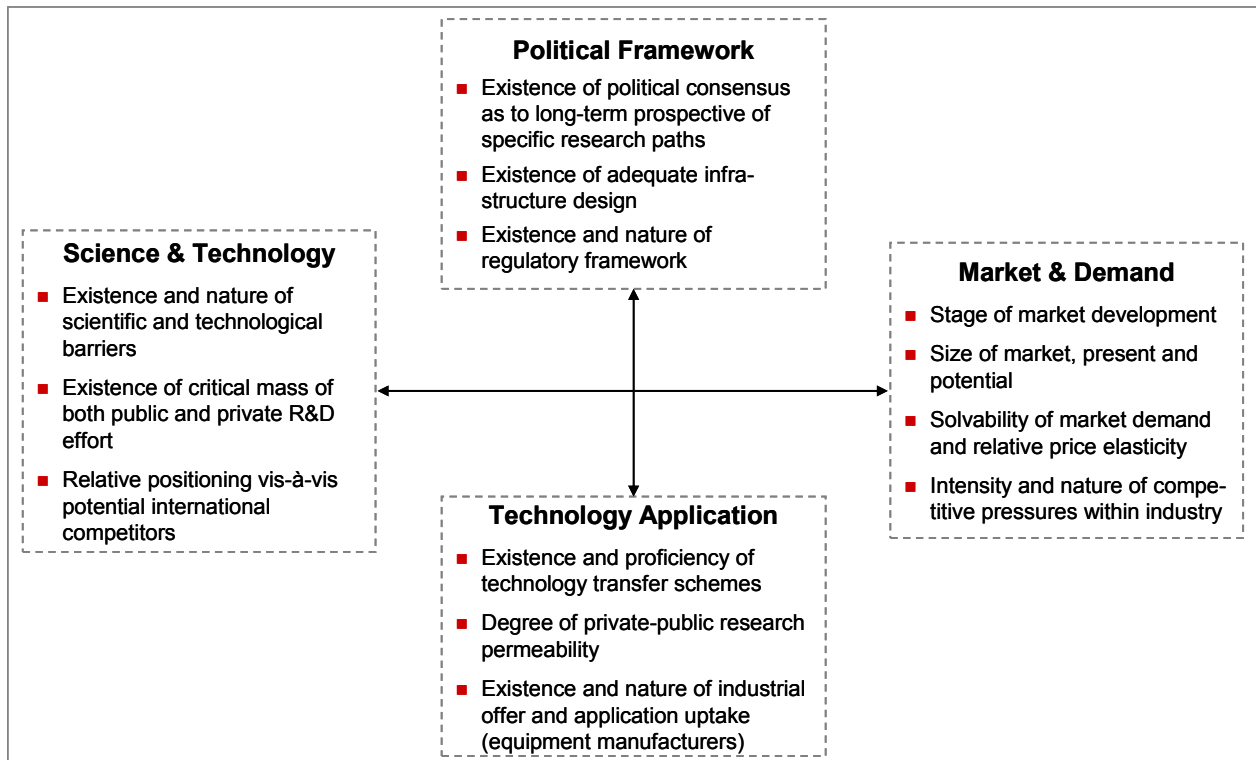 Political Framework
Existence of political consensus
as to long-term prospective of
specific research paths
Existence of adequate infra-
structure design
Existence and nature of
regulatory framework
Science & Technology
Existence and nature of
scientific and technological
barriers
Existence of critical mass of
both public and private R&D
effort
Relative positioning vis-à-vis
potential international
competitors
Market & Demand
Stage of market development
Size of market, present and
potential
Solvability of market demand
and relative price elasticity
Intensity and nature of compe-
titive pressures within industry
Technology Application
Existence and proficiency of
technology transfer schemes
Degree of private-public research
permeability
Existence and nature of industrial
offer and application uptake
(equipment manufacturers)